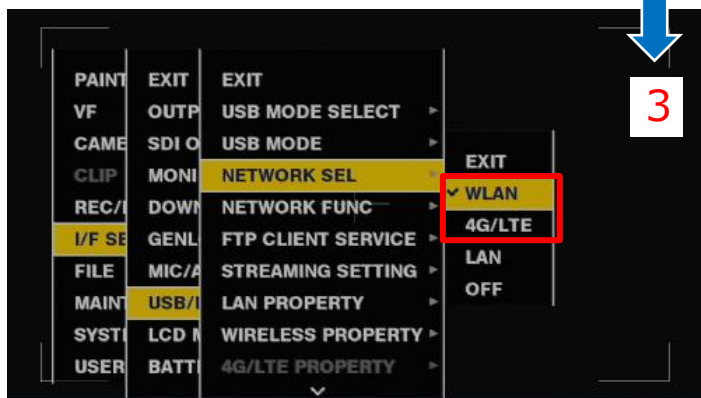 PAINT
VF
CAME
CLIP
REC/
I/F SE
FILE
MAIN
SYST
USER
EXIT
OUTP
SDI O
MONI
DOWN
GENL
MIC/A
USB/
LCD M
BATT
EXIT
USB MODE SELECT
USB MODE
NETWORK SEL
NETWORK FUNC
FTP CLIENT SERVICE
STREAMING SETTING
LAN PROPERTY
WIRELESS PROPERTY
4G/LTE PROPERTY
EXIT
WLAN
4G/LTE
LAN
OFF
3